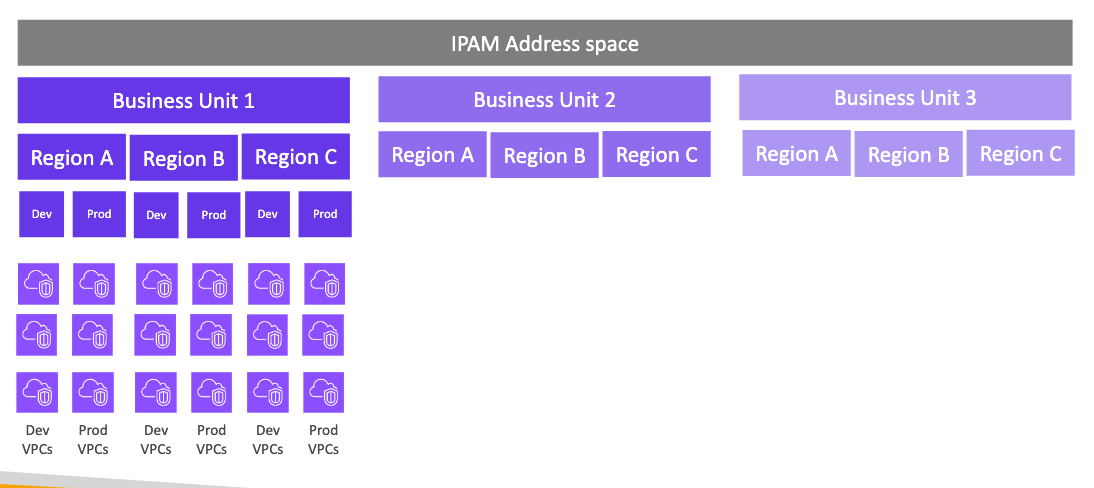 IPAM Address space
Business Unit 1
Business Unit 2
Business Unit 3
Region A
Region B
Region C
Region A
Region B
Region C
Region A
Region B
Region C
Dev
Prod
Dev
Prod
Dev
Prod
Dev
VPCs
Prod
VPCs
Dev
VPCs
Prod
VPCs
Dev
VPCs
Prod
VPCs